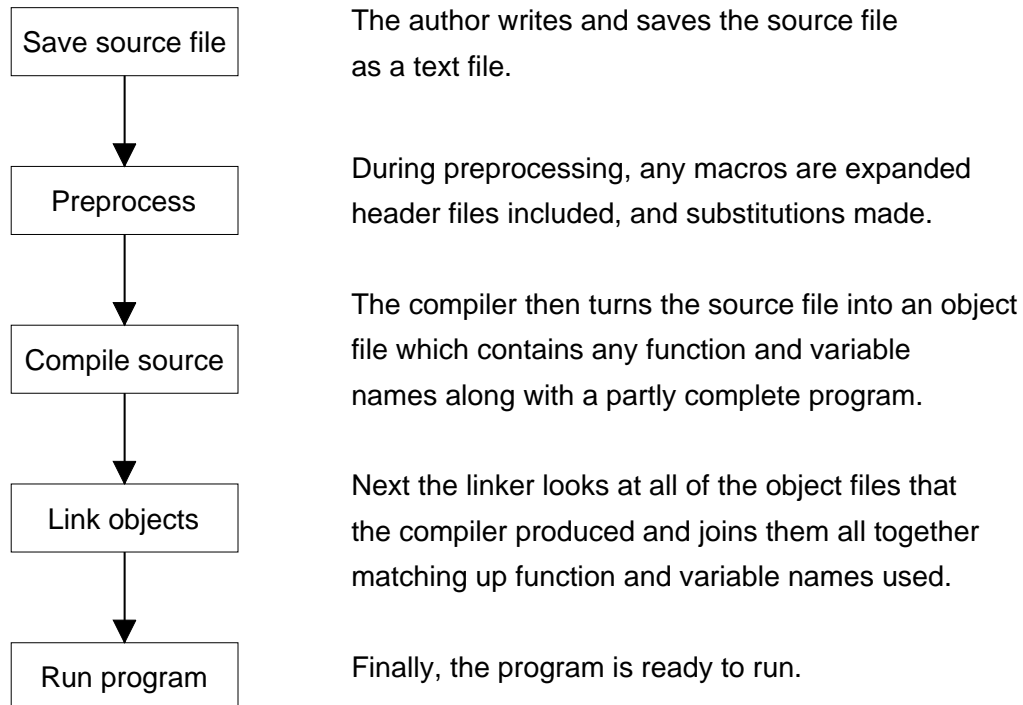 Save source file
The author writes and saves the source file
as a text file.
Preprocess
During preprocessing, any macros are expanded
header files included, and substitutions made.
Compile source
The compiler then turns the source file into an object
file which contains any function and variable
names along with a partly complete program.
Link objects
Next the linker looks at all of the object files that
the compiler produced and joins them all together
matching up function and variable names used.
Run program
Finally, the program is ready to run.